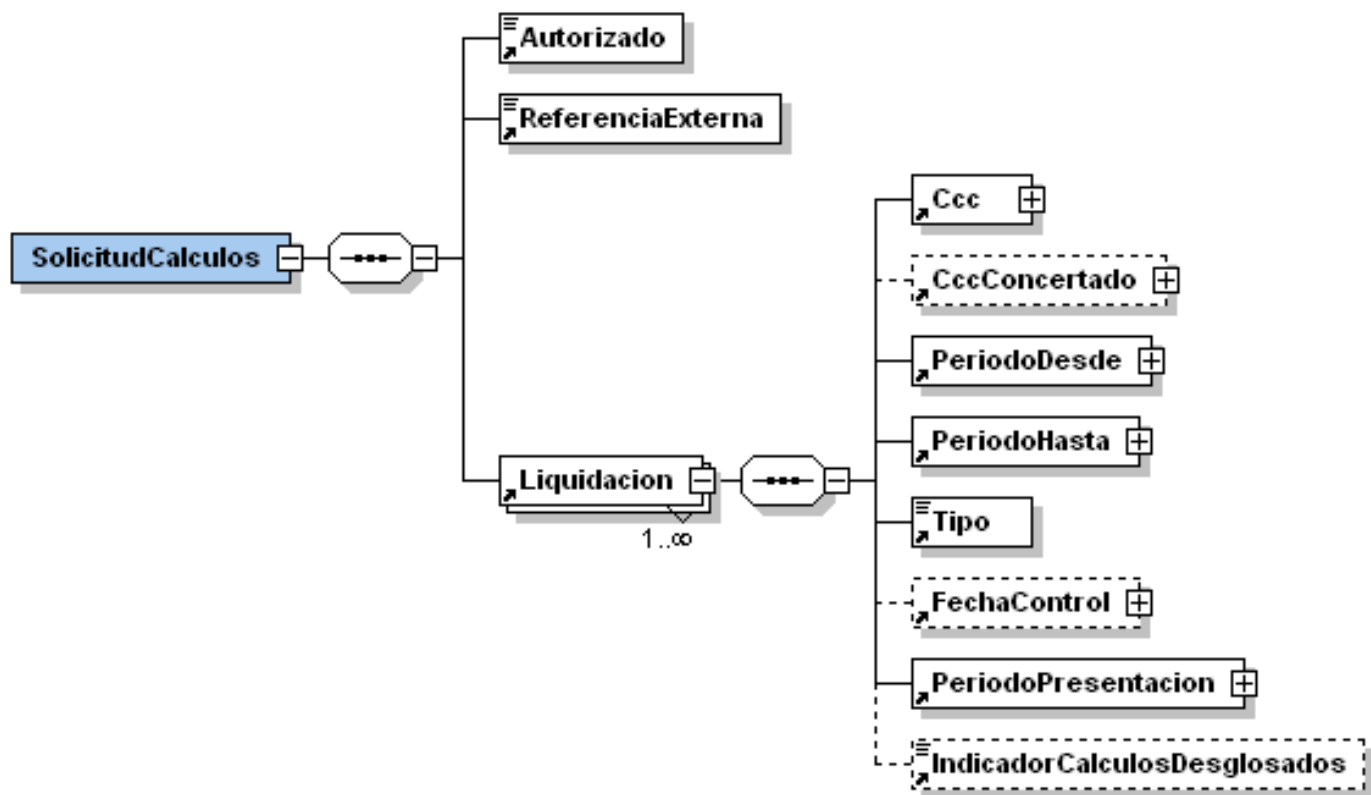 Autorizado
ReferenciaExterna
SolicitudCalculos
Liquidacion
1..∞
Ccc
CccConcertado
PeriodoDesde
PeriodoHasta
Tipo
FechaControl
PeriodoPresentacion
IndicadorCalculosDesglosados